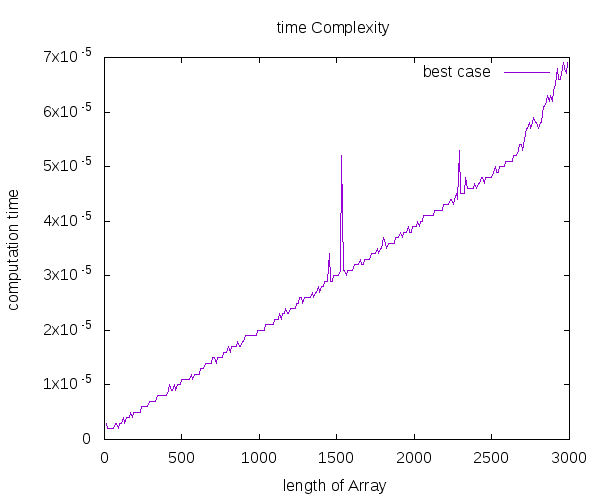 time Complexity
best case
7x10⁻⁵
6x10⁻⁵
5x10⁻⁵
4x10⁻⁵
3x10⁻⁵
2x10⁻⁵
1x10⁻⁵
0
computation time
0 500 1000 1500 2000 2500 3000
length of Array